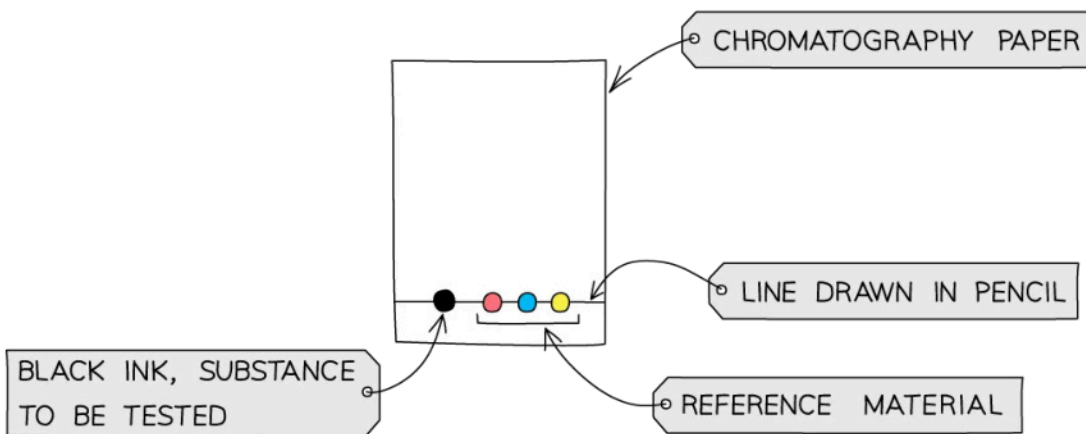 CHROMATOGRAPHY PAPER
LINE DRAWN IN PENCIL
BLACK INK, SUBSTANCE
TO BE TESTED
REFERENCE MATERIAL